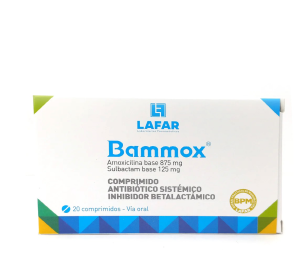 LAFAR
Bammox®
Amoxicilina base 875 mg
Sulbactam base 125 mg
COMPRIMIDO
ANTIBIÓTICO SISTÉMICO
INHIBIDOR BETALACTÁMICO
BPM
20 comprimidos - Vía oral